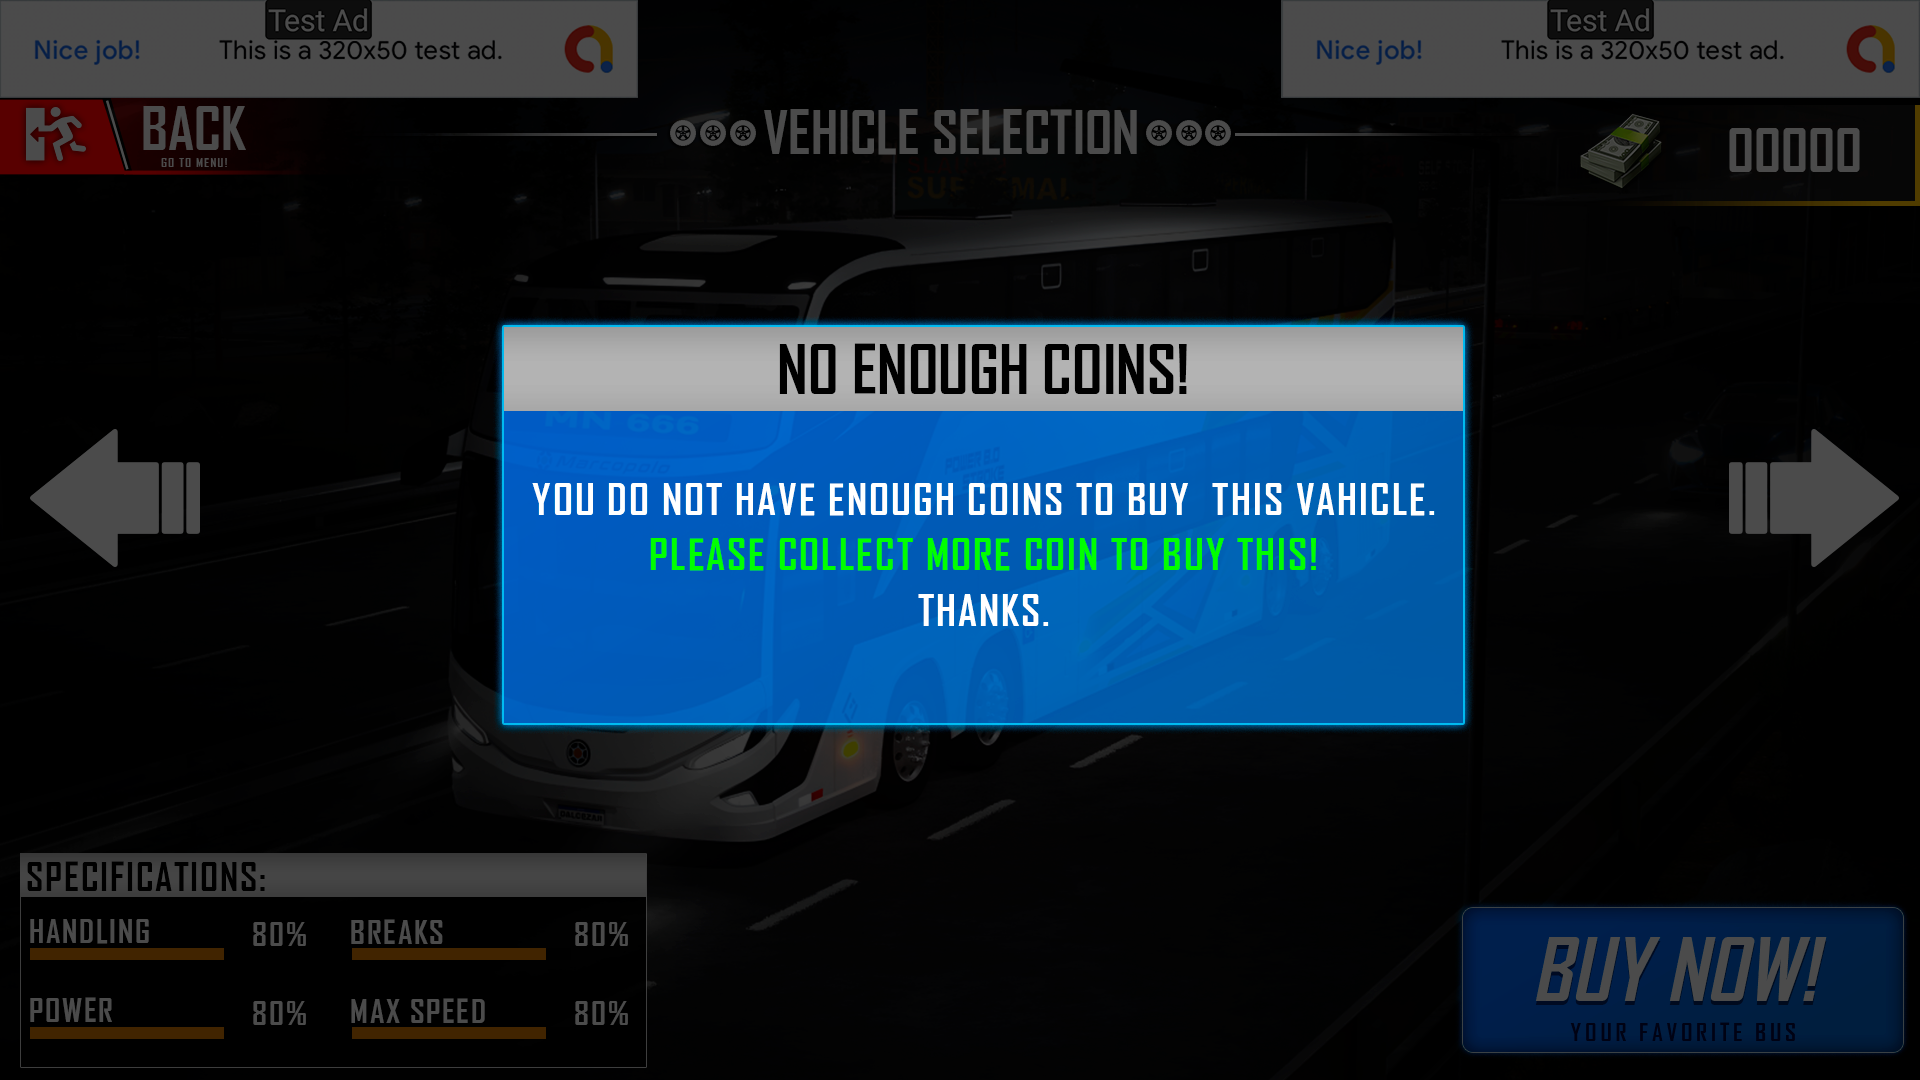 Test Ad
Nice job!
This is a 320x50 test ad.
Test Ad
Nice job!
This is a 320x50 test ad.
BACK
GO TO MENU!
VEHICLE SELECTION
00000
NO ENOUGH COINS!
MN 666
Marcopolo
YOU DO NOT HAVE ENOUGH COINS TO BUY THIS VAHICLE.
PLEASE COLLECT MORE COIN TO BUY THIS!
THANKS.
SPECIFICATIONS:
HANDLING 80% BREAKS 80%
POWER 80% MAX SPEED 80%
BUY NOW!
YOUR FAVORITE BUS